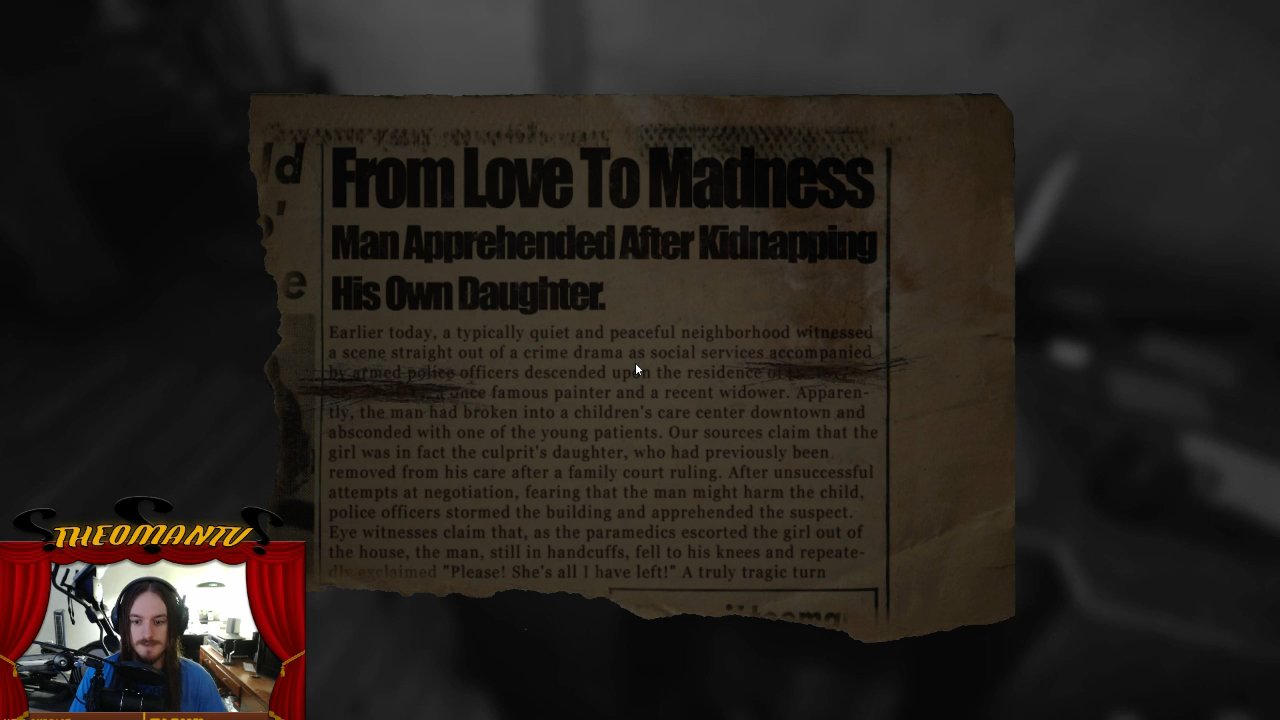 From Love To Madness
Man Apprehended After Kidnapping
His Own Daughter.
Earlier today, a typically quiet and peaceful neighborhood witnessed
a scene straight out of a crime drama as social services accompanied
by armed police officers descended upon the residence of
once famous painter and a recent widower. Apparen-
tly, the man had broken into a children's care center downtown and
absconded with one of the young patients. Our sources claim that the
girl was in fact the culprit's daughter, who had previously been
removed from his care after a family court ruling. After unsuccessful
attempts at negotiation, fearing that the man might harm the child,
police officers stormed the building and apprehended the suspect.
Eye witnesses claim that, as the paramedics escorted the girl out of
the house, the man, still in handcuffs, fell to his knees and repeate-
dly exclaimed "Please! She's all I have left!" A truly tragic turn
d
e
THEOMANTV